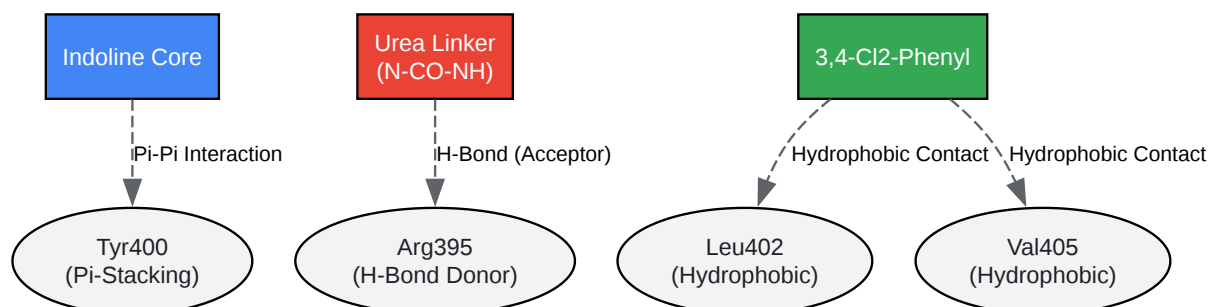 Indoline Core
Urea Linker
(N-CO-NH)
3,4-Cl2-Phenyl
Pi-Pi Interaction
H-Bond (Acceptor)
Hydrophobic Contact
Hydrophobic Contact
Tyr400
(Pi-Stacking)
Arg395
(H-Bond Donor)
Leu402
(Hydrophobic)
Val405
(Hydrophobic)